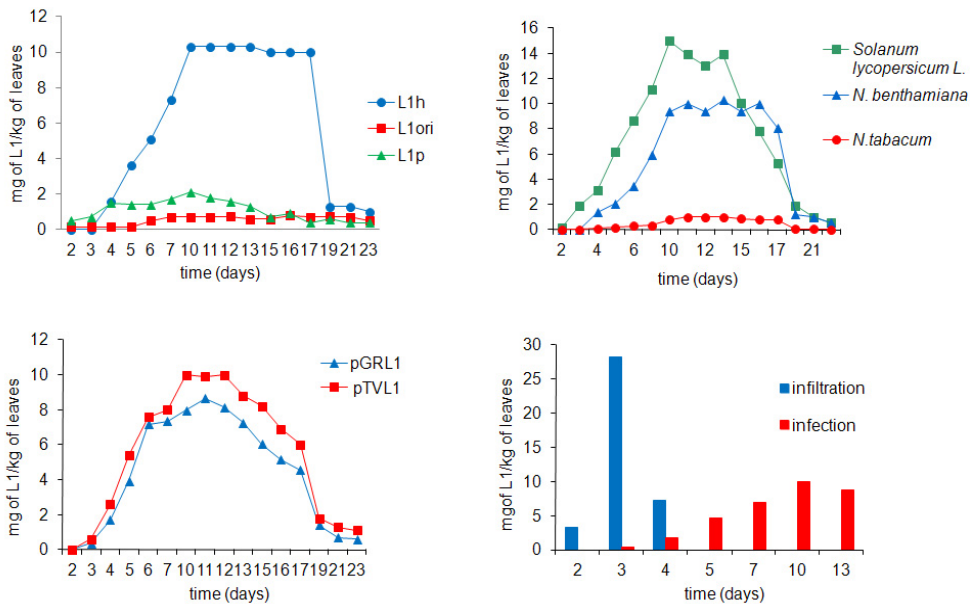 mg of L1/kg of leaves
12
10
8
6
4
2
0
2 3 4 5 6 7 10 11 12 13 15 16 17 19 21 23
time (days)
L1h
L1ori
L1p
mg of L1/kg of leaves
16
14
12
10
8
6
4
2
0
2 4 6 10 12 15 17 21
time (days)
Solanum
lycopersicum L.
N. benthamiana
N.tabacum
mg of L1/kg of leaves
12
10
8
6
4
2
0
2 3 4 5 6 7 10 11 12 13 15 16 17 19 21 23
time (days)
pGRL1
pTVL1
mgof L1/kg of leaves
30
25
20
15
10
5
0
2 3 4 5 7 10 13
time (days)
infiltration
infection